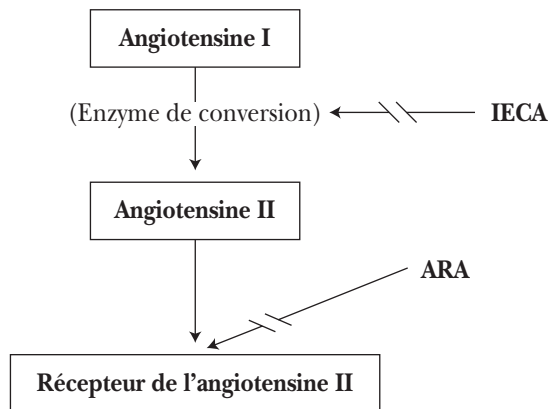 Angiotensine I
(Enzyme de conversion)
IECA
Angiotensine II
ARA
Récepteur de l’angiotensine II